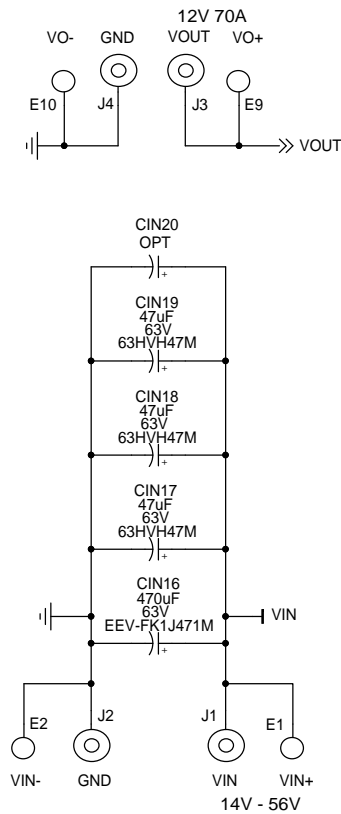 12V 70A
VO- GND VOUT VO+
E10 J4 J3 E9
VOUT
CIN20
OPT
+
CIN19
47uF
63V
63HVH47M
+
CIN18
47uF
63V
63HVH47M
+
CIN17
47uF
63V
63HVH47M
+
CIN16
470uF
63V
EEV-FK1J471M
+
VIN
E2 J2 J1 E1
VIN- GND VIN VIN+
14V - 56V